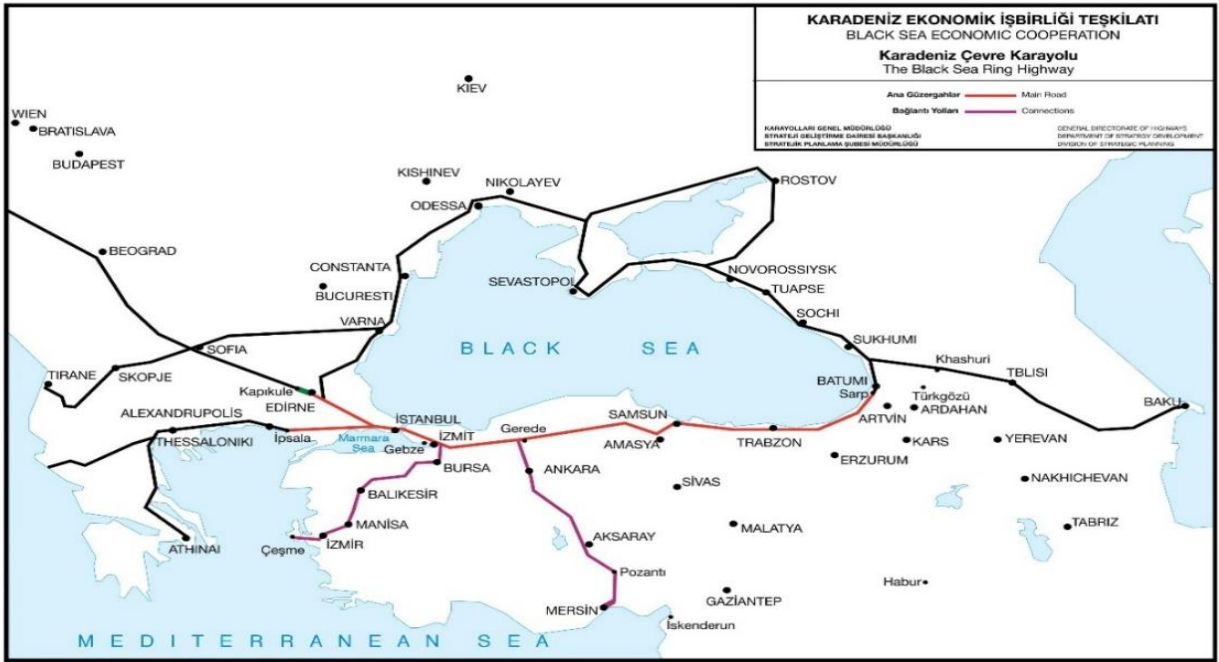 KARADENİZ EKONOMİK İŞBİRLİĞİ TEŞKİLATI
BLACK SEA ECONOMIC COOPERATION
Karadeniz Çevre Karayolu
The Black Sea Ring Highway
Ana Güzergahlar Main Road
Bağlantı Yolları Connections
KARAYOLLARI GENEL MÜDÜRLÜĞÜ GENERAL DIRECTORATE OF HIGHWAYS
STRATEJİ GELİŞTİRME DAİRESİ BAŞKANLIĞI DEPARTMENT OF STRATEGY DEVELOPMENT
STRATEJİK PLANLAMA ŞUBESİ MÜDÜRLÜĞÜ DIVISION OF STRATEGIC PLANNING
KIEV
WIEN
BRATISLAVA
BUDAPEST
KISHINEV
NIKOLAYEV
ROSTOV
ODESSA
BEOGRAD
CONSTANTA
NOVOROSSIYSK
SEVASTOPOL
BUCURESTI
TUAPSE
SOCHI
VARNA
SUKHUMI
SOFIA
BLACK SEA
Khashuri
TIRANE
SKOPJE
TBLISI
Kapıkule
BATUMI
Sarp
Türkgözü
EDİRNE
ARDAHAN
BAKU
ALEXANDRUPOLIS
İSTANBUL
SAMSUN
ARTVİN
İpsala
Marmara
Sea
İZMİT
Gerede
THESSALONIKI
Gebze
AMASYA
TRABZON
KARS
YEREVAN
BURSA
ANKARA
ERZURUM
SİVAS
NAKHICHEVAN
BALIKESİR
MANİSA
MALATYA
TABRIZ
AKSARAY
ATHINAI
Çeşme
İZMİR
Pozantı
Habur
GAZİANTEP
MERSİN
İskenderun
MEDITERRANEAN SEA